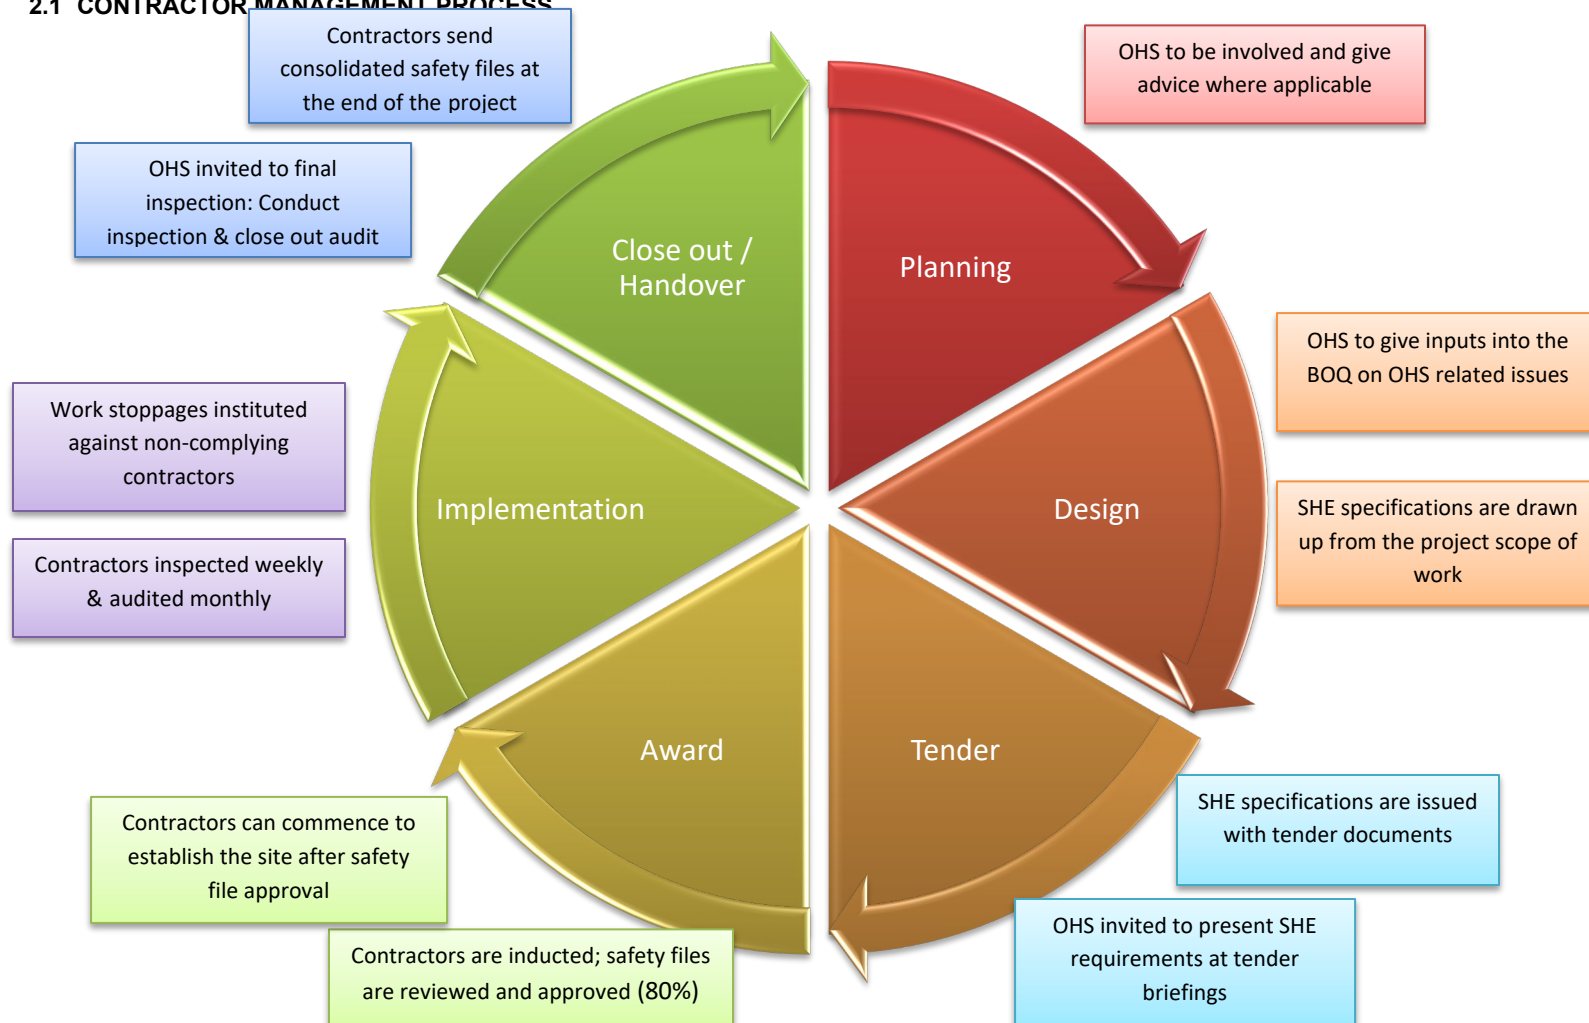 2.1 CONTRACTOR MANAGEMENT PROCESS
Contractors send
consolidated safety files at
the end of the project
OHS to be involved and give
advice where applicable
OHS invited to final
inspection: Conduct
inspection & close out audit
Close out /
Handover
Planning
OHS to give inputs into the
BOQ on OHS related issues
Work stoppages instituted
against non-complying
contractors
Implementation
Design
SHE specifications are drawn
up from the project scope of
work
Contractors inspected weekly
& audited monthly
Award
Tender
SHE specifications are issued
with tender documents
Contractors can commence to
establish the site after safety
file approval
OHS invited to present SHE
requirements at tender
briefings
Contractors are inducted; safety files
are reviewed and approved (80%)